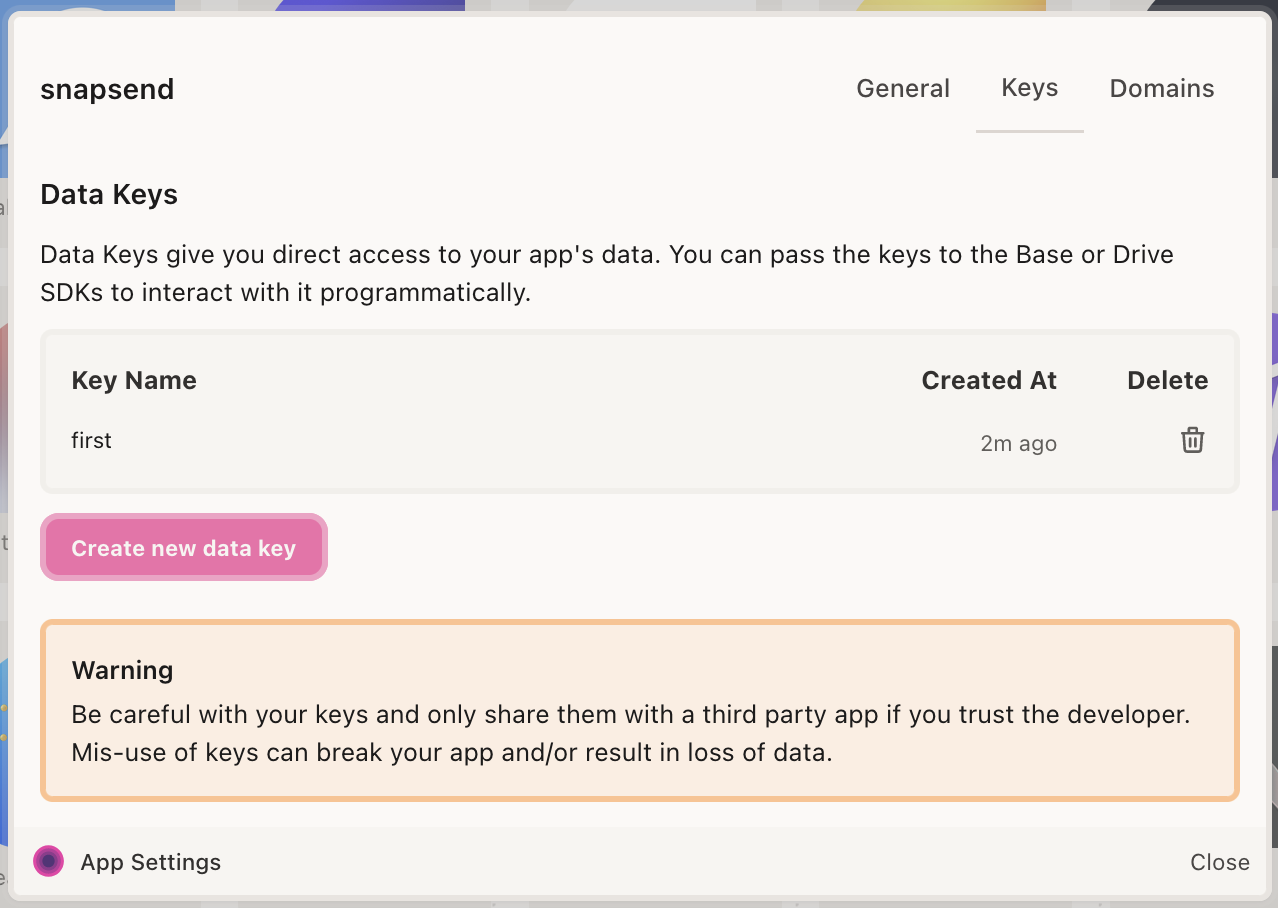 snapsend
General Keys Domains
Data Keys
Data Keys give you direct access to your app's data. You can pass the keys to the Base or Drive
SDKs to interact with it programmatically.
Key Name Created At Delete
first 2m ago
Create new data key
Warning
Be careful with your keys and only share them with a third party app if you trust the developer.
Mis-use of keys can break your app and/or result in loss of data.
App Settings
Close